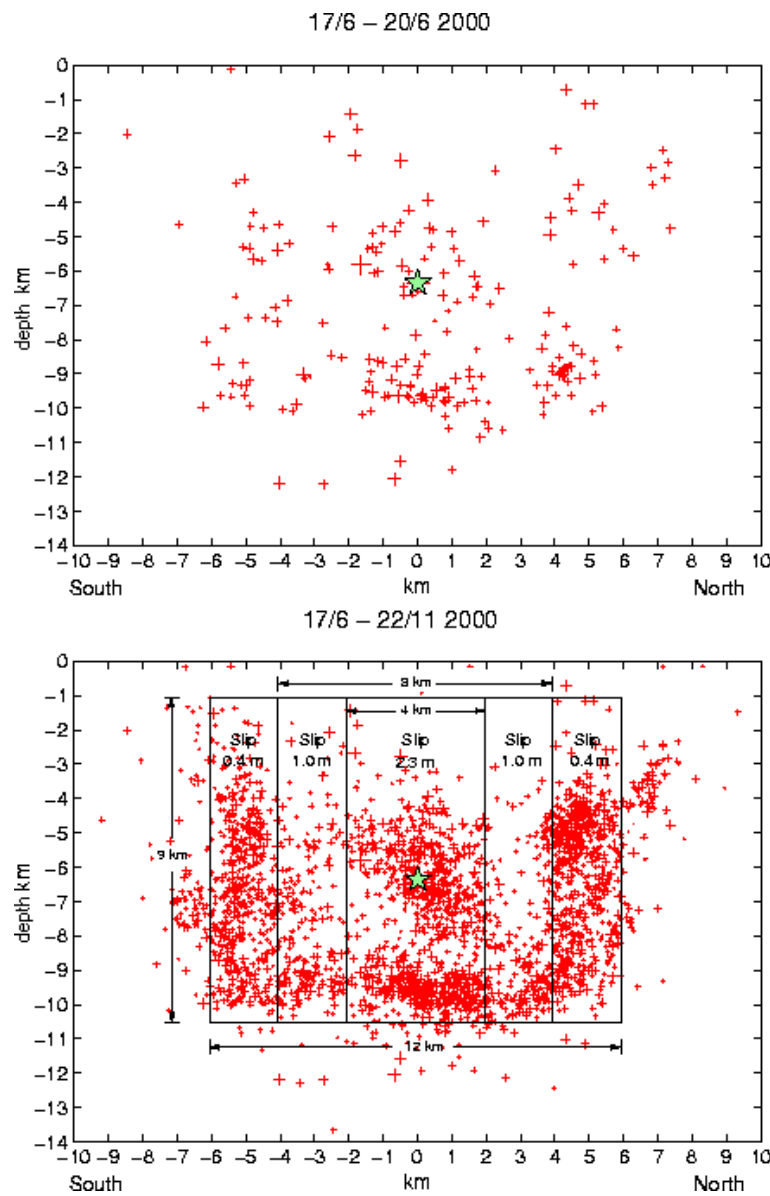 17/6 – 20/6 2000
0
–1
–2
–3
–4
–5
–6
–7
–8
–9
–10
–11
–12
–13
–14
depth km
–10 –9 –8 –7 –6 –5 –4 –3 –2 –1 0 1 2 3 4 5 6 7 8 9 10
South km North
17/6 – 22/11 2000
0
–1
–2
–3
–4
–5
–6
–7
–8
–9
–10
–11
–12
–13
–14
depth km
8 km
4 km
Slip Slip Slip Slip Slip
0.4 m 1.0 m 2.3 m 1.0 m 0.4 m
9 km
12 km
–10 –9 –8 –7 –6 –5 –4 –3 –2 –1 0 1 2 3 4 5 6 7 8 9 10
South km North